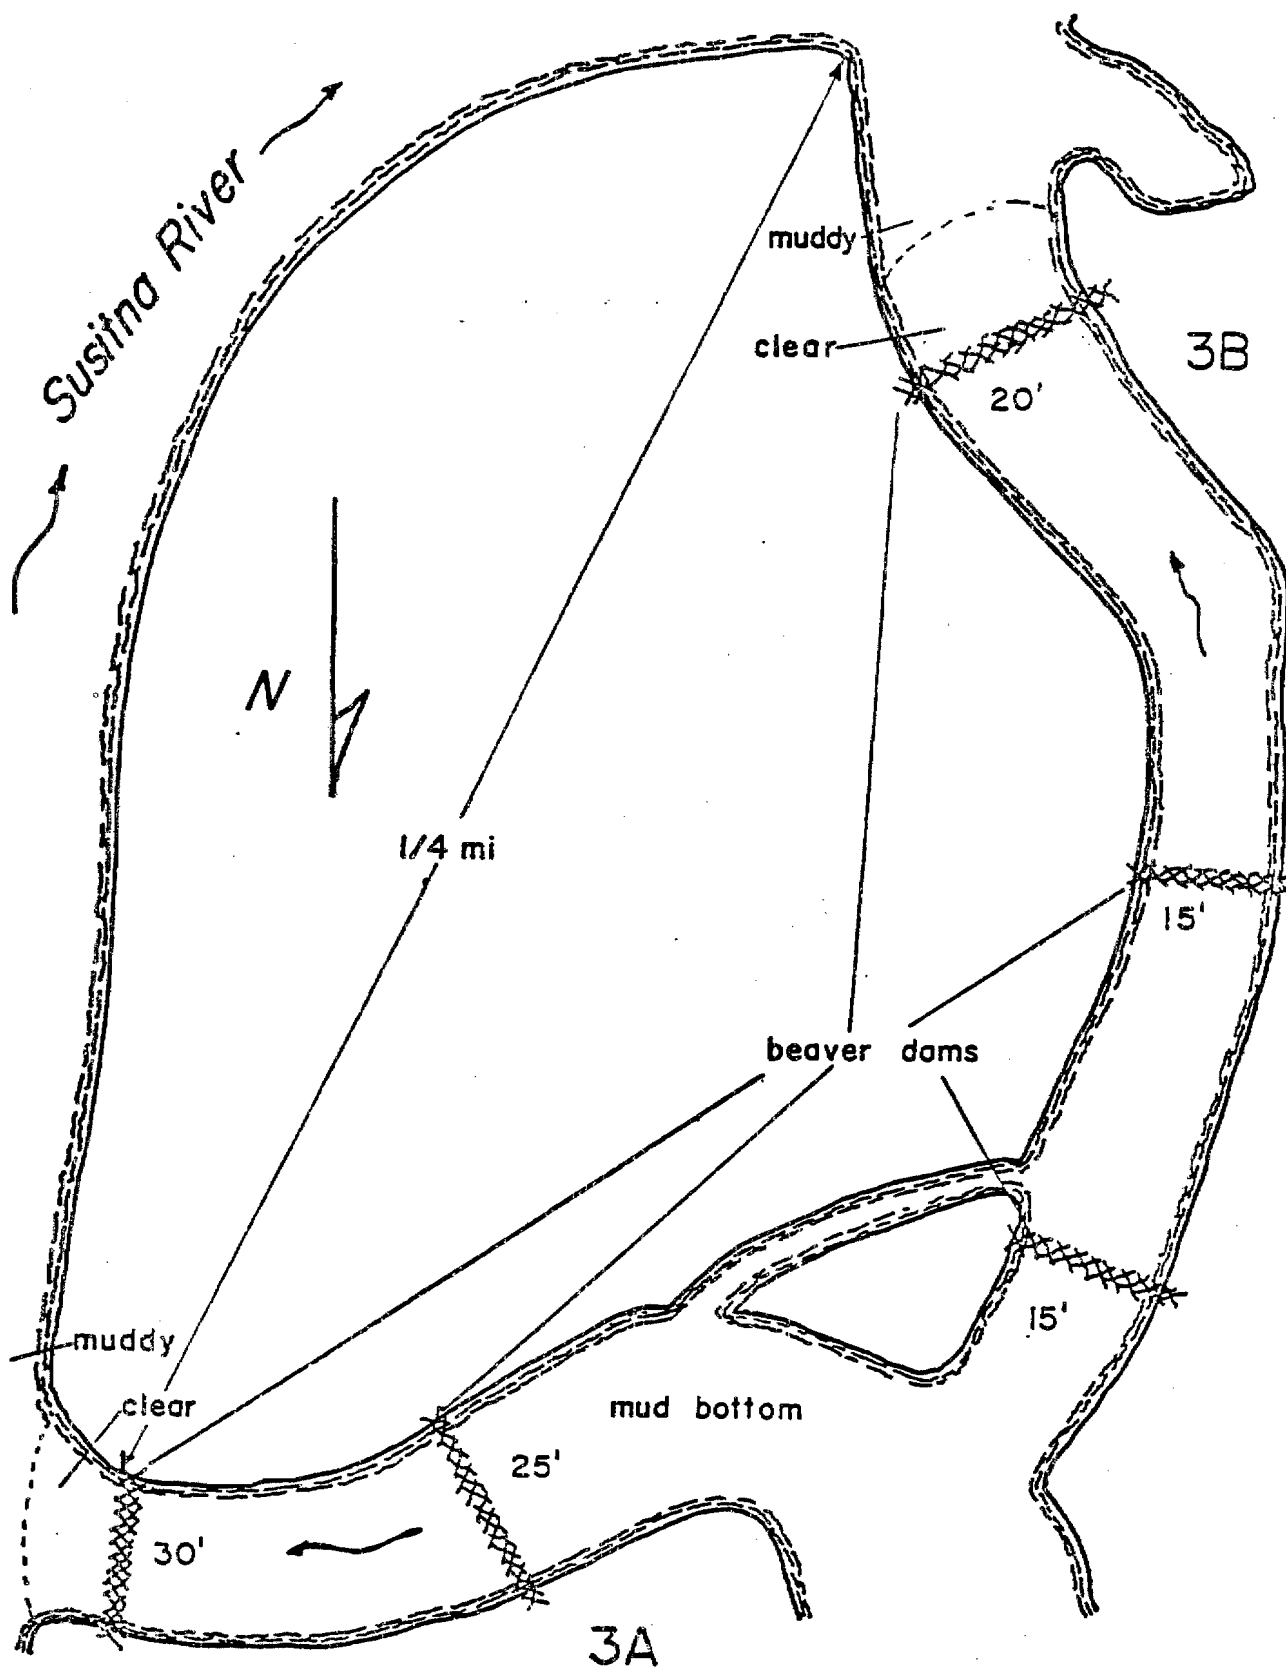 Susitna River
muddy
clear
3B
20'
N
1/4 mi
15'
beaver dams
15'
muddy
clear
mud bottom
25'
30'
3A